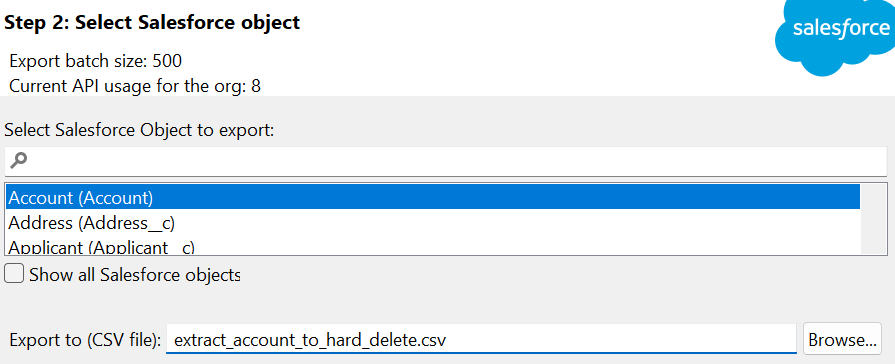 Step 2: Select Salesforce object
salesforce
Export batch size: 500
Current API usage for the org: 8
Select Salesforce Object to export:
Account (Account)
Address (Address__c)
Applicant (Applicant__c)
Show all Salesforce objects
Export to (CSV file): extract_account_to_hard_delete.csv Browse...